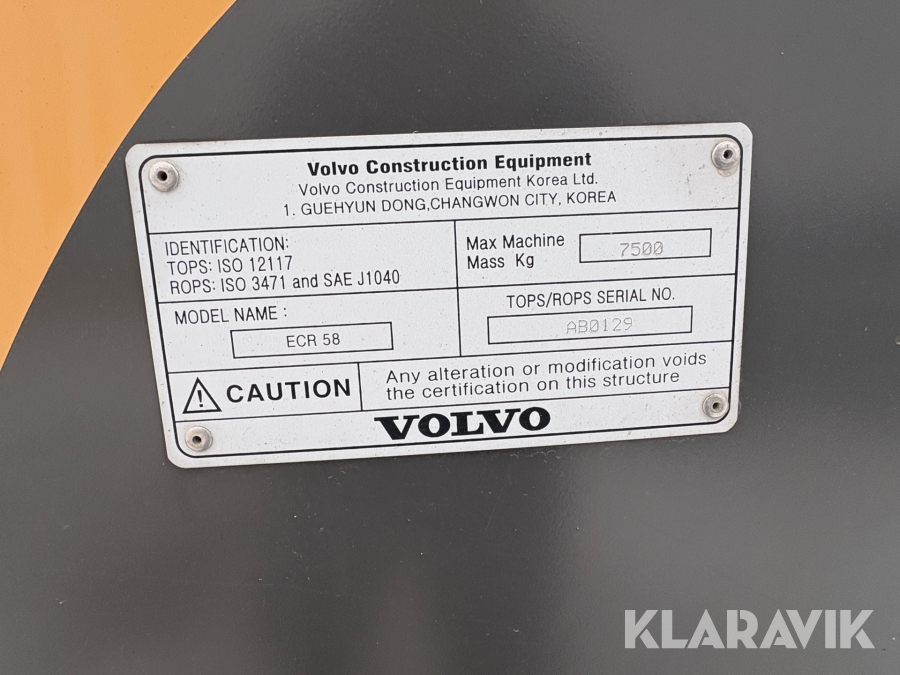 Volvo Construction Equipment
Volvo Construction Equipment Korea Ltd.
1. GUEHYUN DONG,CHANGWON CITY, KOREA
IDENTIFICATION:
TOPS: ISO 12117
ROPS: ISO 3471 and SAE J1040
Max Machine
Mass Kg
7500
MODEL NAME :
ECR 58
TOPS/ROPS SERIAL NO.
AB0129
CAUTION
Any alteration or modification voids
the certification on this structure
VOLVO
KLARAVIK